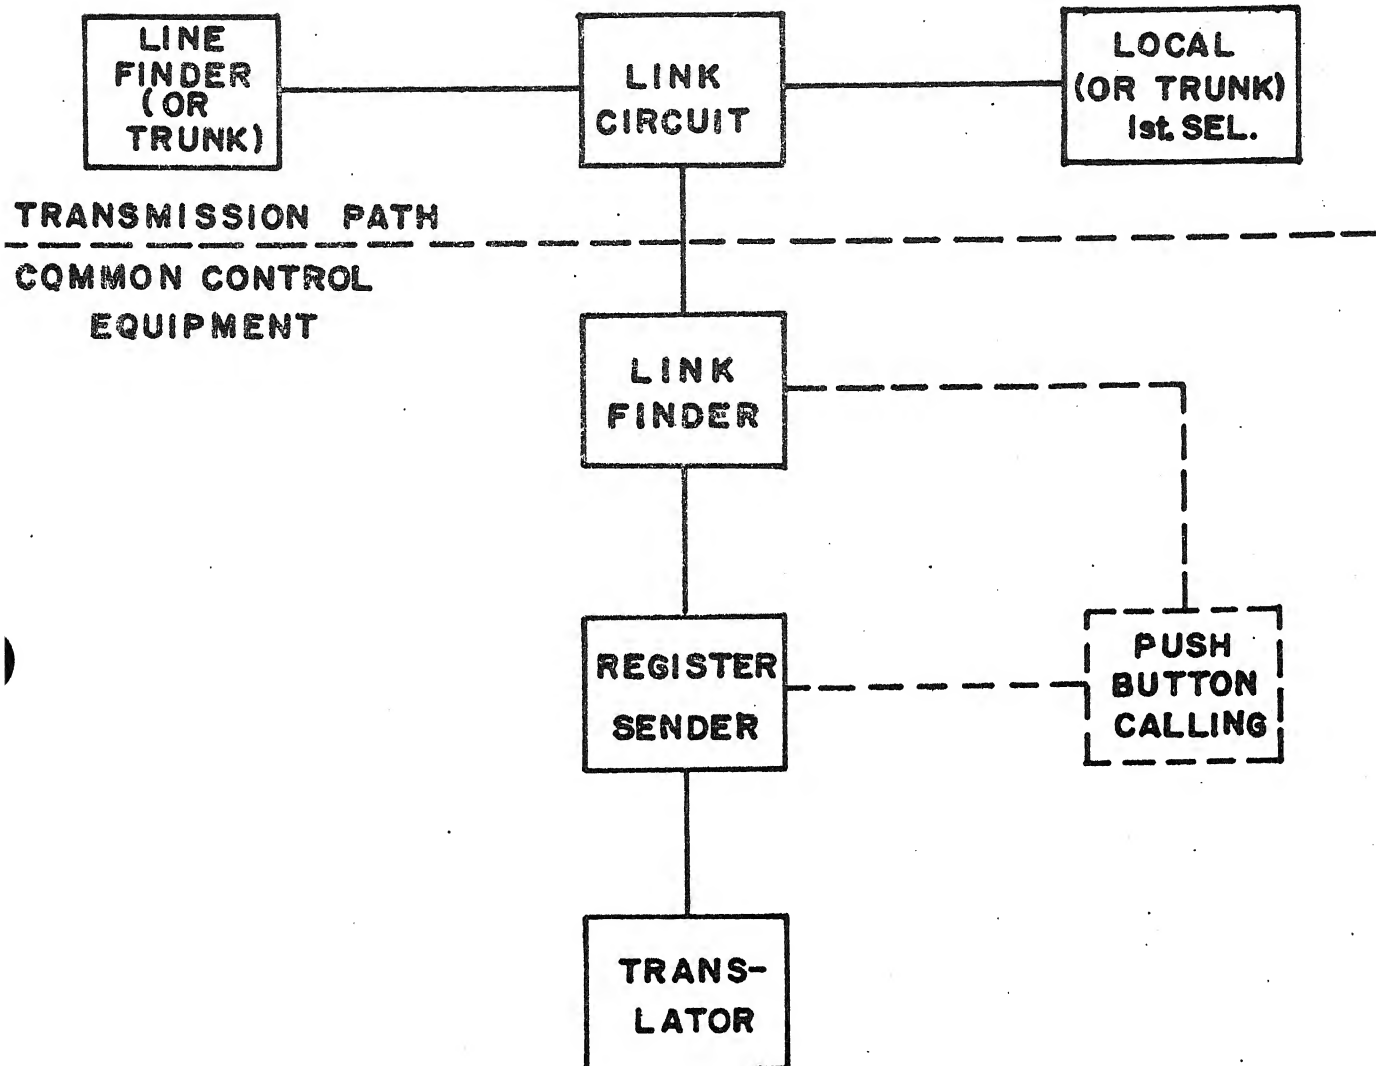 LINE
FINDER
(OR
TRUNK)
LINK
CIRCUIT
LOCAL
(OR TRUNK)
1st. SEL.
TRANSMISSION PATH
COMMON CONTROL
EQUIPMENT
LINK
FINDER
REGISTER
SENDER
PUSH
BUTTON
CALLING
TRANS-
LATOR